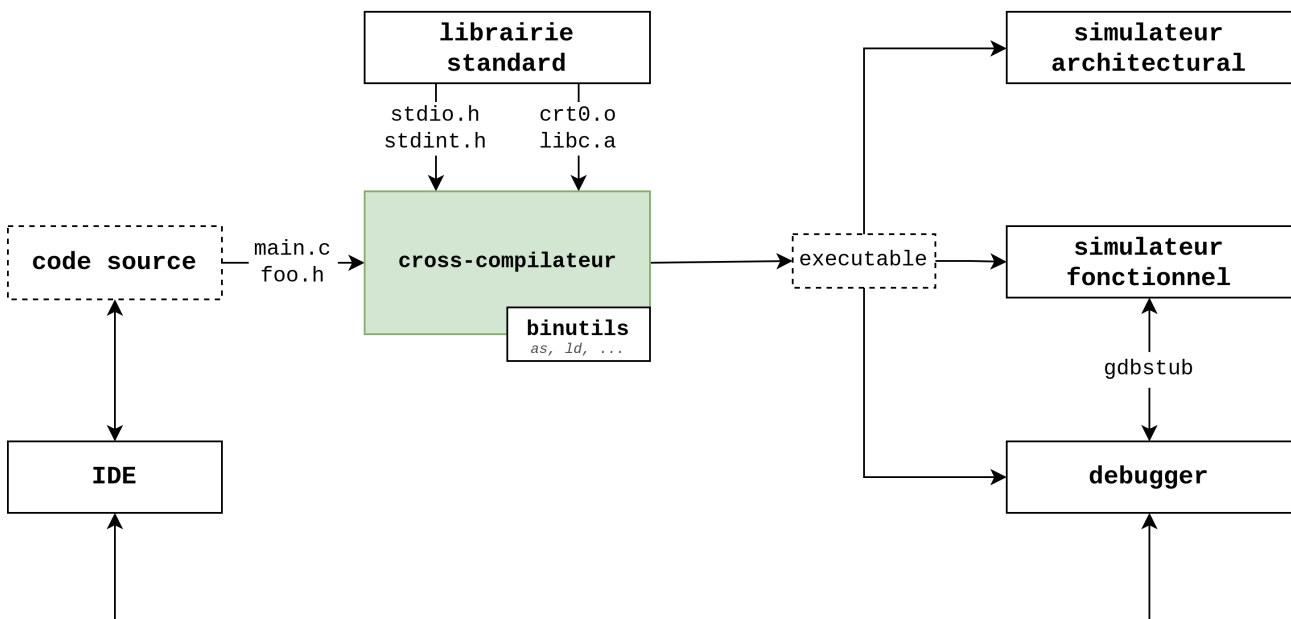 librairie
standard
simulateur
architectural
stdio.h
stdint.h
crt0.o
libc.a
code source
main.c
foo.h
cross-compilateur
executable
simulateur
fonctionnel
binutils
as, ld, ...
gdbstub
IDE
debugger